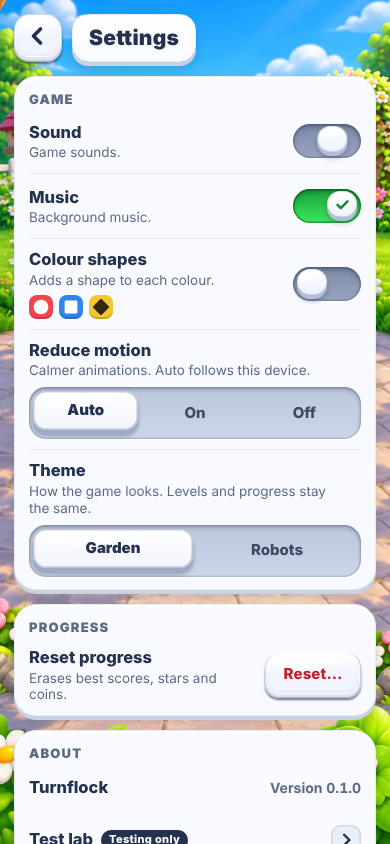 Settings
GAME
Sound
Game sounds.
Music
Background music.
Colour shapes
Adds a shape to each colour.
Reduce motion
Calmer animations. Auto follows this device.
Auto On Off
Theme
How the game looks. Levels and progress stay
the same.
Garden Robots
PROGRESS
Reset progress
Erases best scores, stars and
coins.
Reset...
ABOUT
Turnflock Version 0.1.0
Test lab Testing only